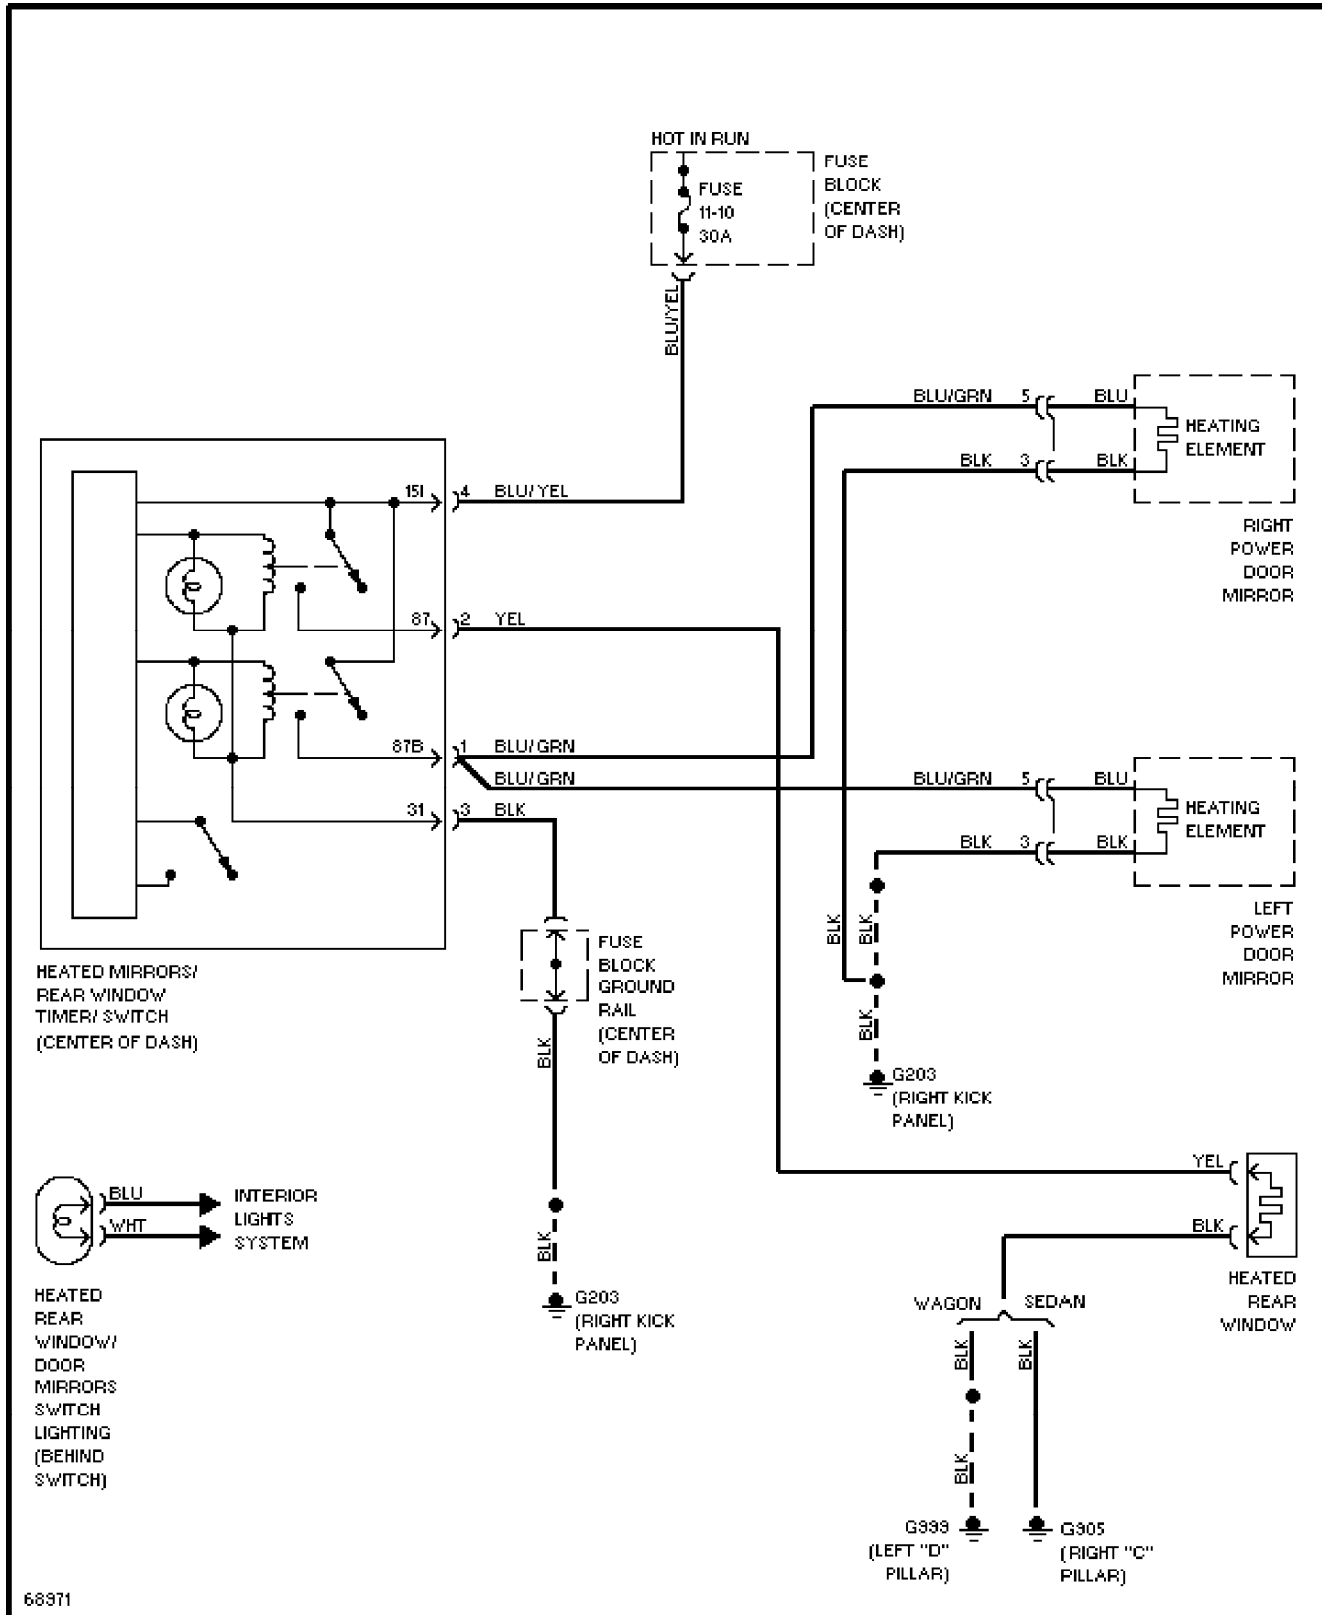 HOT IN RUN
FUSE
11-10
30A
FUSE
BLOCK
(CENTER
OF DASH)
BLU/YEL
BLU/GRN 5 BLU
HEATING
ELEMENT
BLK 3 BLK
RIGHT
POWER
DOOR
MIRROR
15I 4 BLU/YEL
87 2 YEL
87B 1 BLU/GRN
BLU/GRN
31 3 BLK
BLU/GRN 5 BLU
HEATING
ELEMENT
BLK 3 BLK
LEFT
POWER
DOOR
MIRROR
BLK
BLK
BLK
G203
(RIGHT KICK
PANEL)
HEATED MIRRORS/
REAR WINDOW
TIMER/ SWITCH
(CENTER OF DASH)
FUSE
BLOCK
GROUND
RAIL
(CENTER
OF DASH)
BLK
BLK
G203
(RIGHT KICK
PANEL)
BLU
WHT
INTERIOR
LIGHTS
SYSTEM
HEATED
REAR
WINDOW/
DOOR
MIRRORS
SWITCH
LIGHTING
(BEHIND
SWITCH)
YEL
BLK
HEATED
REAR
WINDOW
WAGON SEDAN
BLK
BLK
BLK
G999
(LEFT "D"
PILLAR)
G905
(RIGHT "C"
PILLAR)
68971